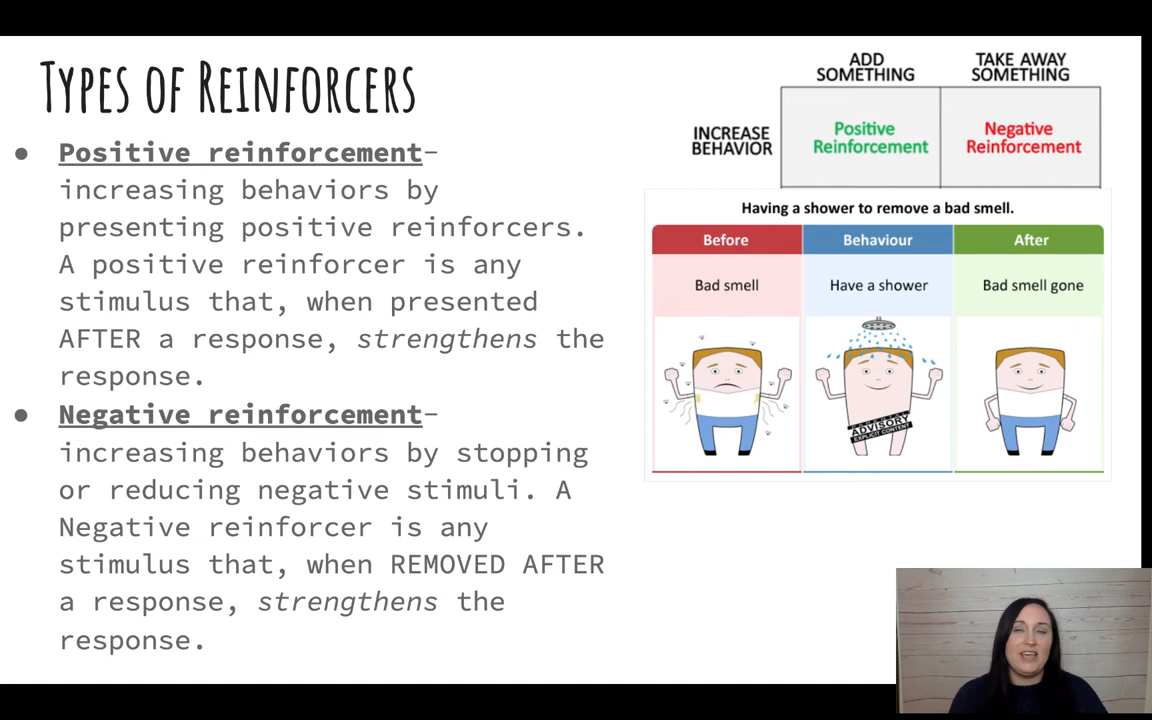 TYPES OF REINFORCERS
● Positive reinforcement-
increasing behaviors by
presenting positive reinforcers.
A positive reinforcer is any
stimulus that, when presented
AFTER a response, strengthens the
response.
● Negative reinforcement-
increasing behaviors by stopping
or reducing negative stimuli. A
Negative reinforcer is any
stimulus that, when REMOVED AFTER
a response, strengthens the
response.
ADD
SOMETHING
TAKE AWAY
SOMETHING
INCREASE
BEHAVIOR
Positive
Reinforcement
Negative
Reinforcement
Having a shower to remove a bad smell.
Before
Behaviour
After
Bad smell
Have a shower
Bad smell gone
ADVISORY
EXPLICIT CONTENT